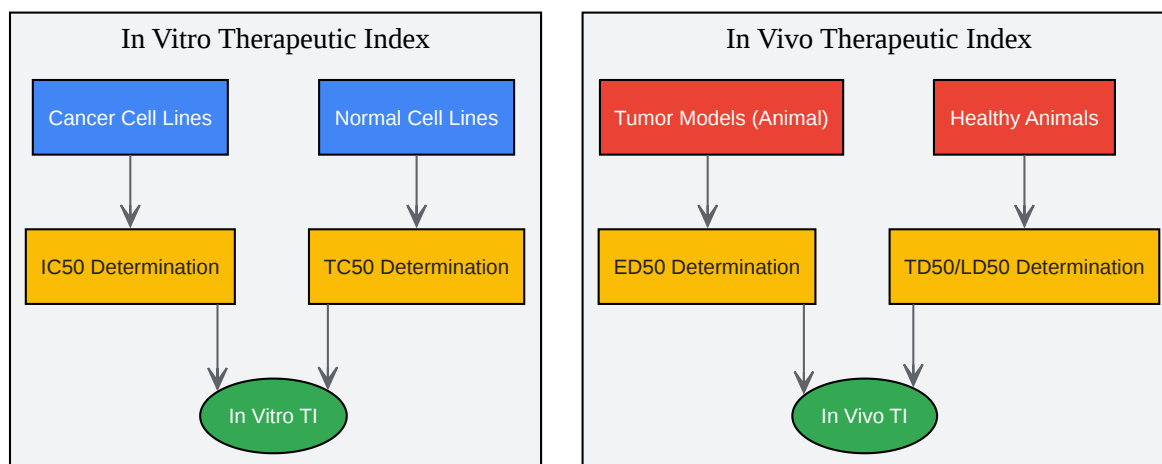 In Vitro Therapeutic Index
Cancer Cell Lines
Normal Cell Lines
IC50 Determination
TC50 Determination
In Vitro TI
In Vivo Therapeutic Index
Tumor Models (Animal)
Healthy Animals
ED50 Determination
TD50/LD50 Determination
In Vivo TI